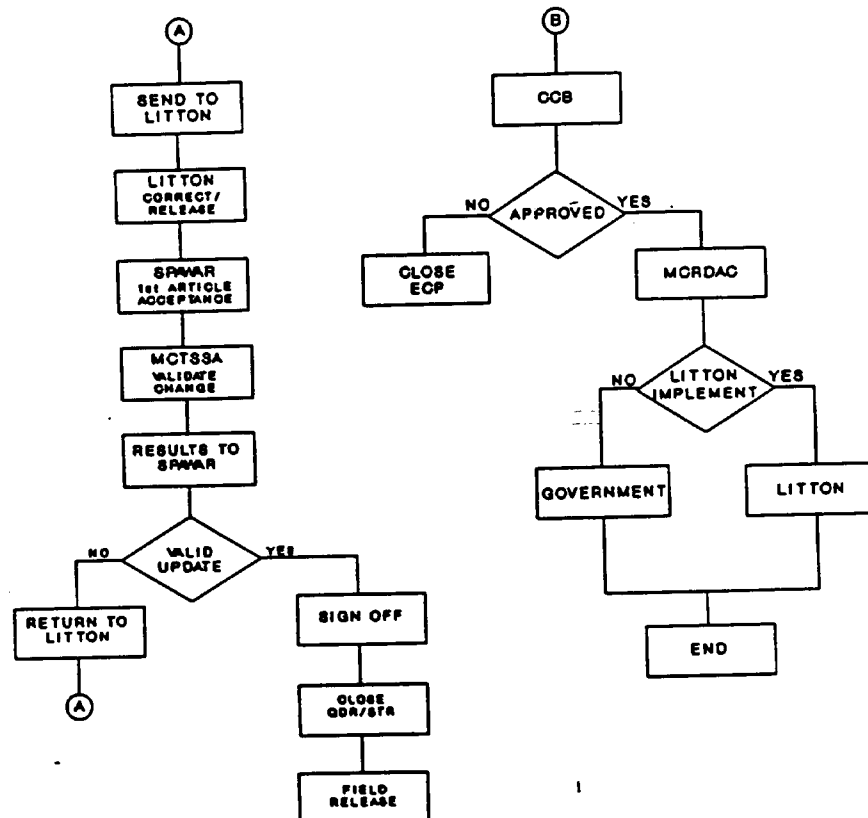 A
SEND TO
LITTON
LITTON
CORRECT/
RELEASE
SPAWAR
1st ARTICLE
ACCEPTANCE
MCTSSA
VALIDATE
CHANGE
RESULTS TO
SPAWAR
VALID
UPDATE
NO
YES
RETURN TO
LITTON
A
SIGN OFF
CLOSE
QDR/STR
FIELD
RELEASE
B
CCB
APPROVED
NO
YES
CLOSE
ECP
MCRDAC
LITTON
IMPLEMENT
NO
YES
GOVERNMENT
LITTON
END